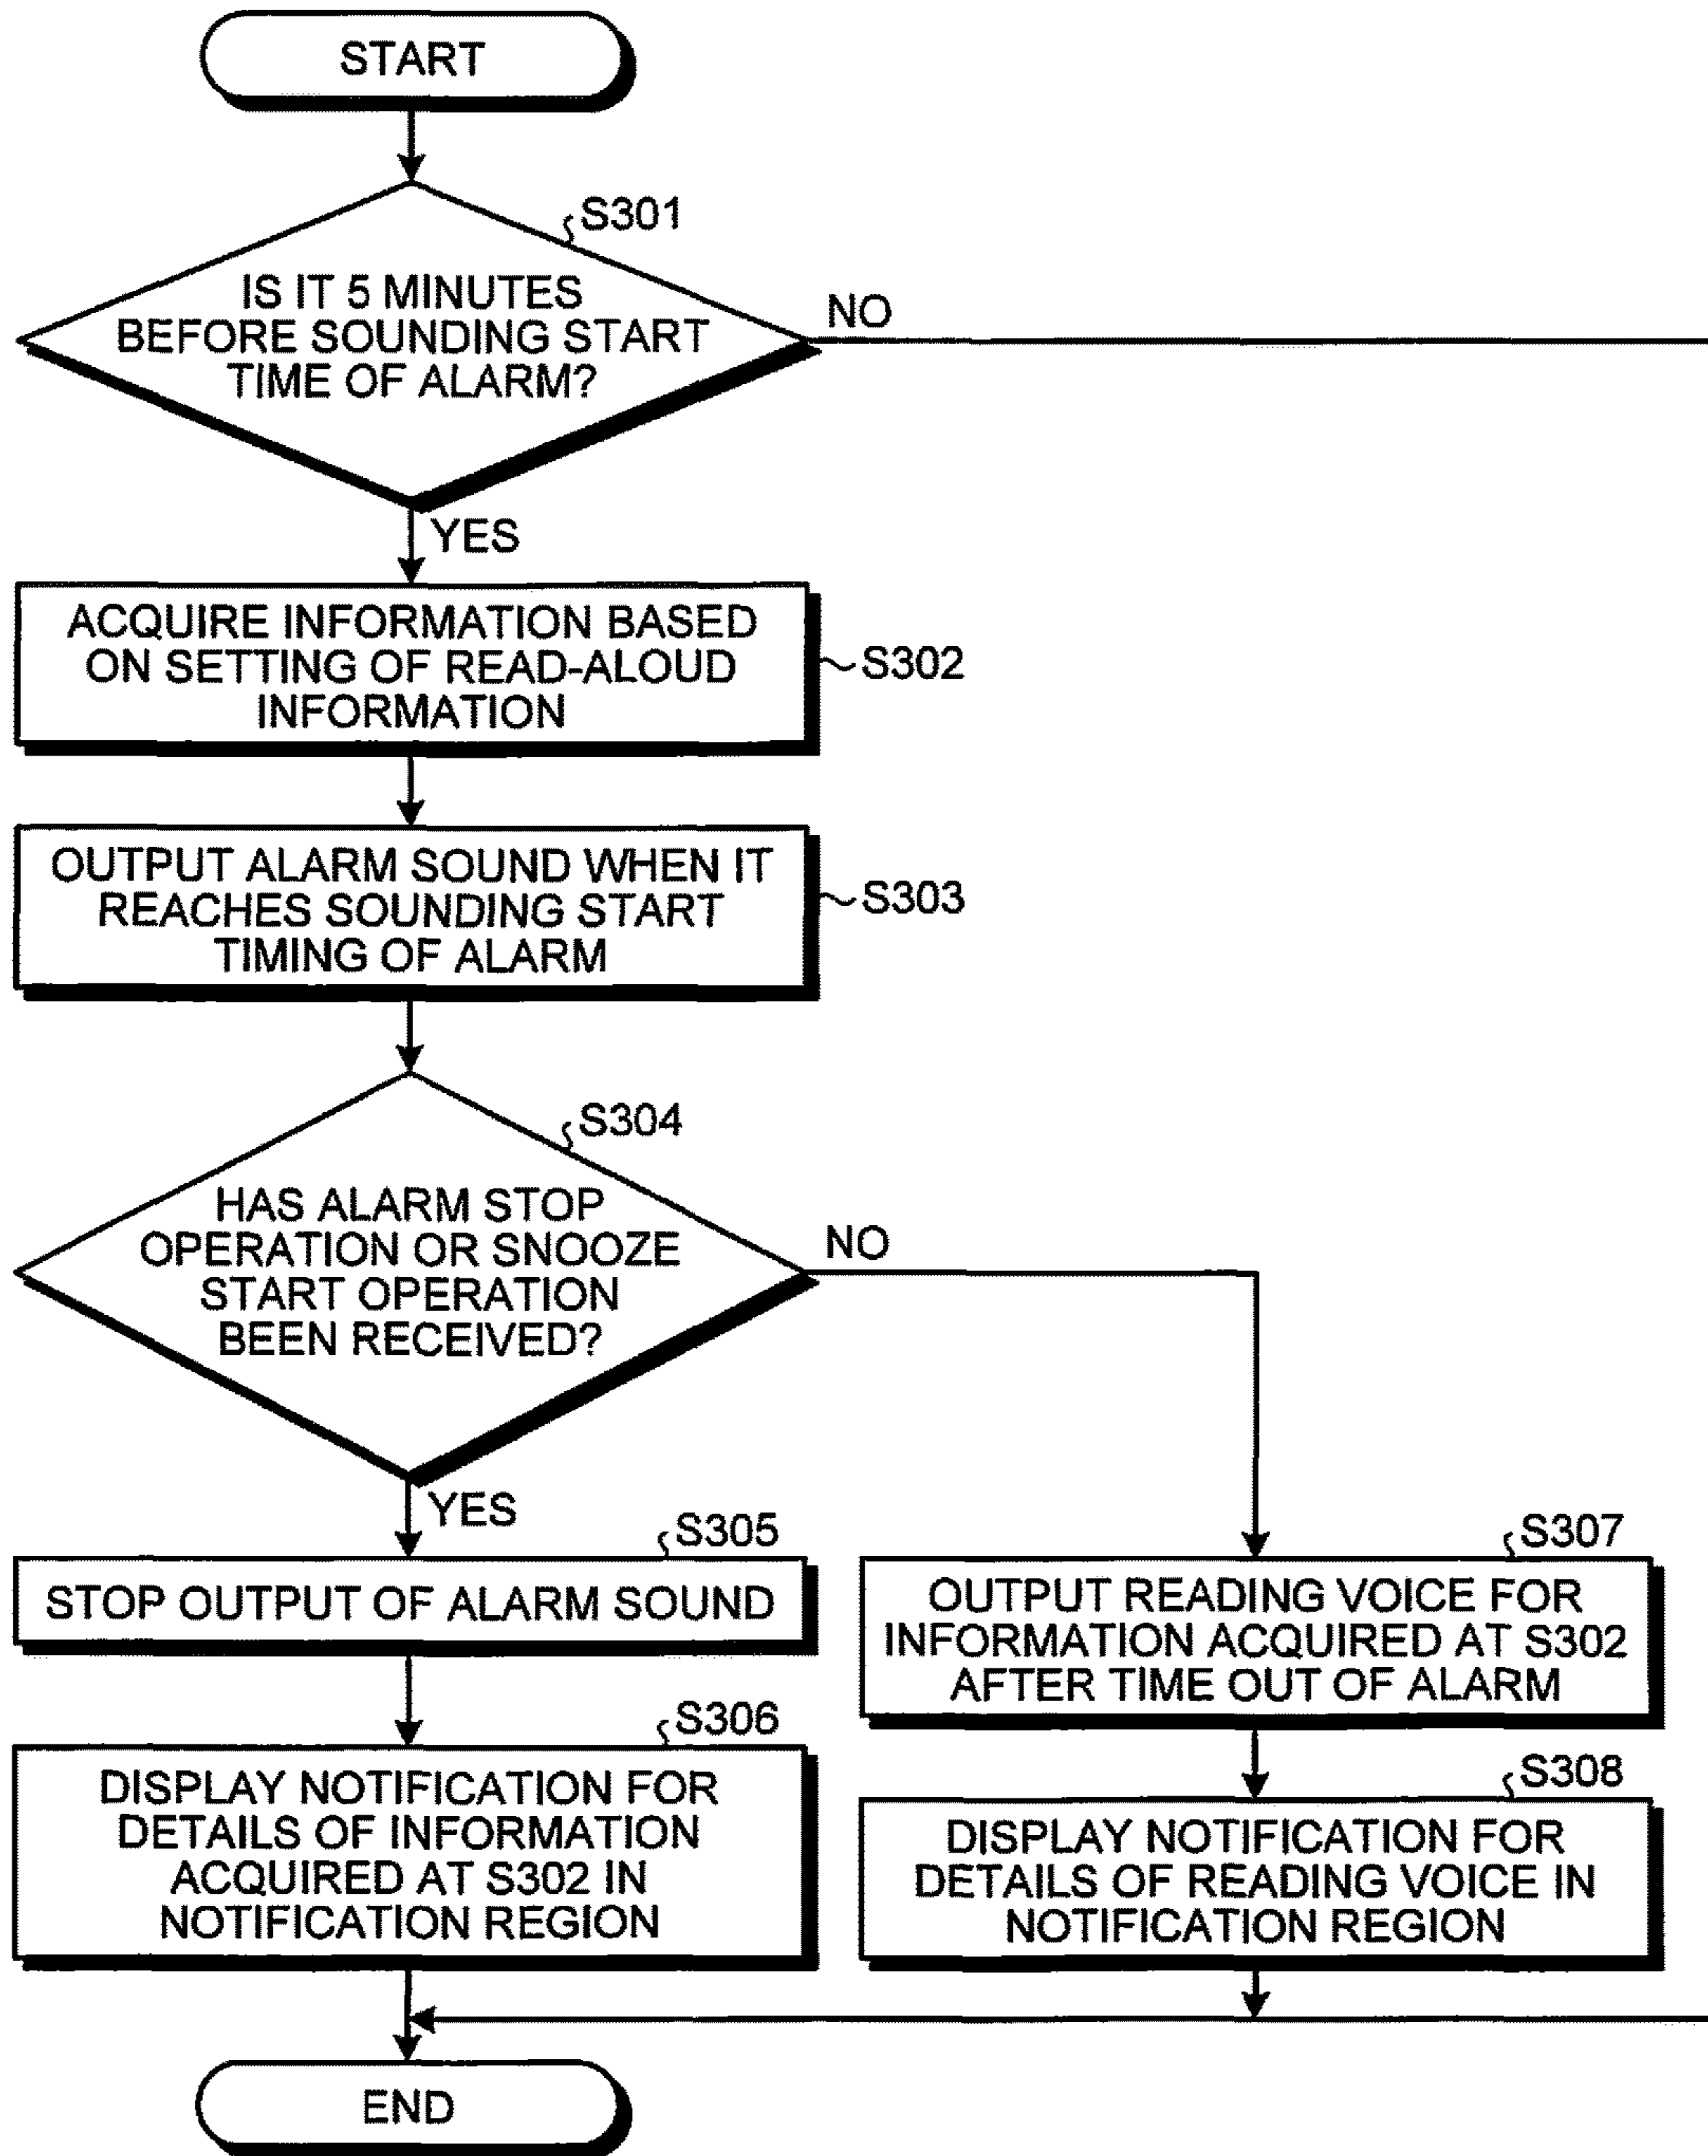 START
S301
IS IT 5 MINUTES
BEFORE SOUNDING START
TIME OF ALARM?
NO
YES
ACQUIRE INFORMATION BASED
ON SETTING OF READ-ALOUD
INFORMATION
S302
OUTPUT ALARM SOUND WHEN IT
REACHES SOUNDING START
TIMING OF ALARM
S303
S304
HAS ALARM STOP
OPERATION OR SNOOZE
START OPERATION
BEEN RECEIVED?
NO
YES
S305
STOP OUTPUT OF ALARM SOUND
S306
DISPLAY NOTIFICATION FOR
DETAILS OF INFORMATION
ACQUIRED AT S302 IN
NOTIFICATION REGION
S307
OUTPUT READING VOICE FOR
INFORMATION ACQUIRED AT S302
AFTER TIME OUT OF ALARM
S308
DISPLAY NOTIFICATION FOR
DETAILS OF READING VOICE IN
NOTIFICATION REGION
END